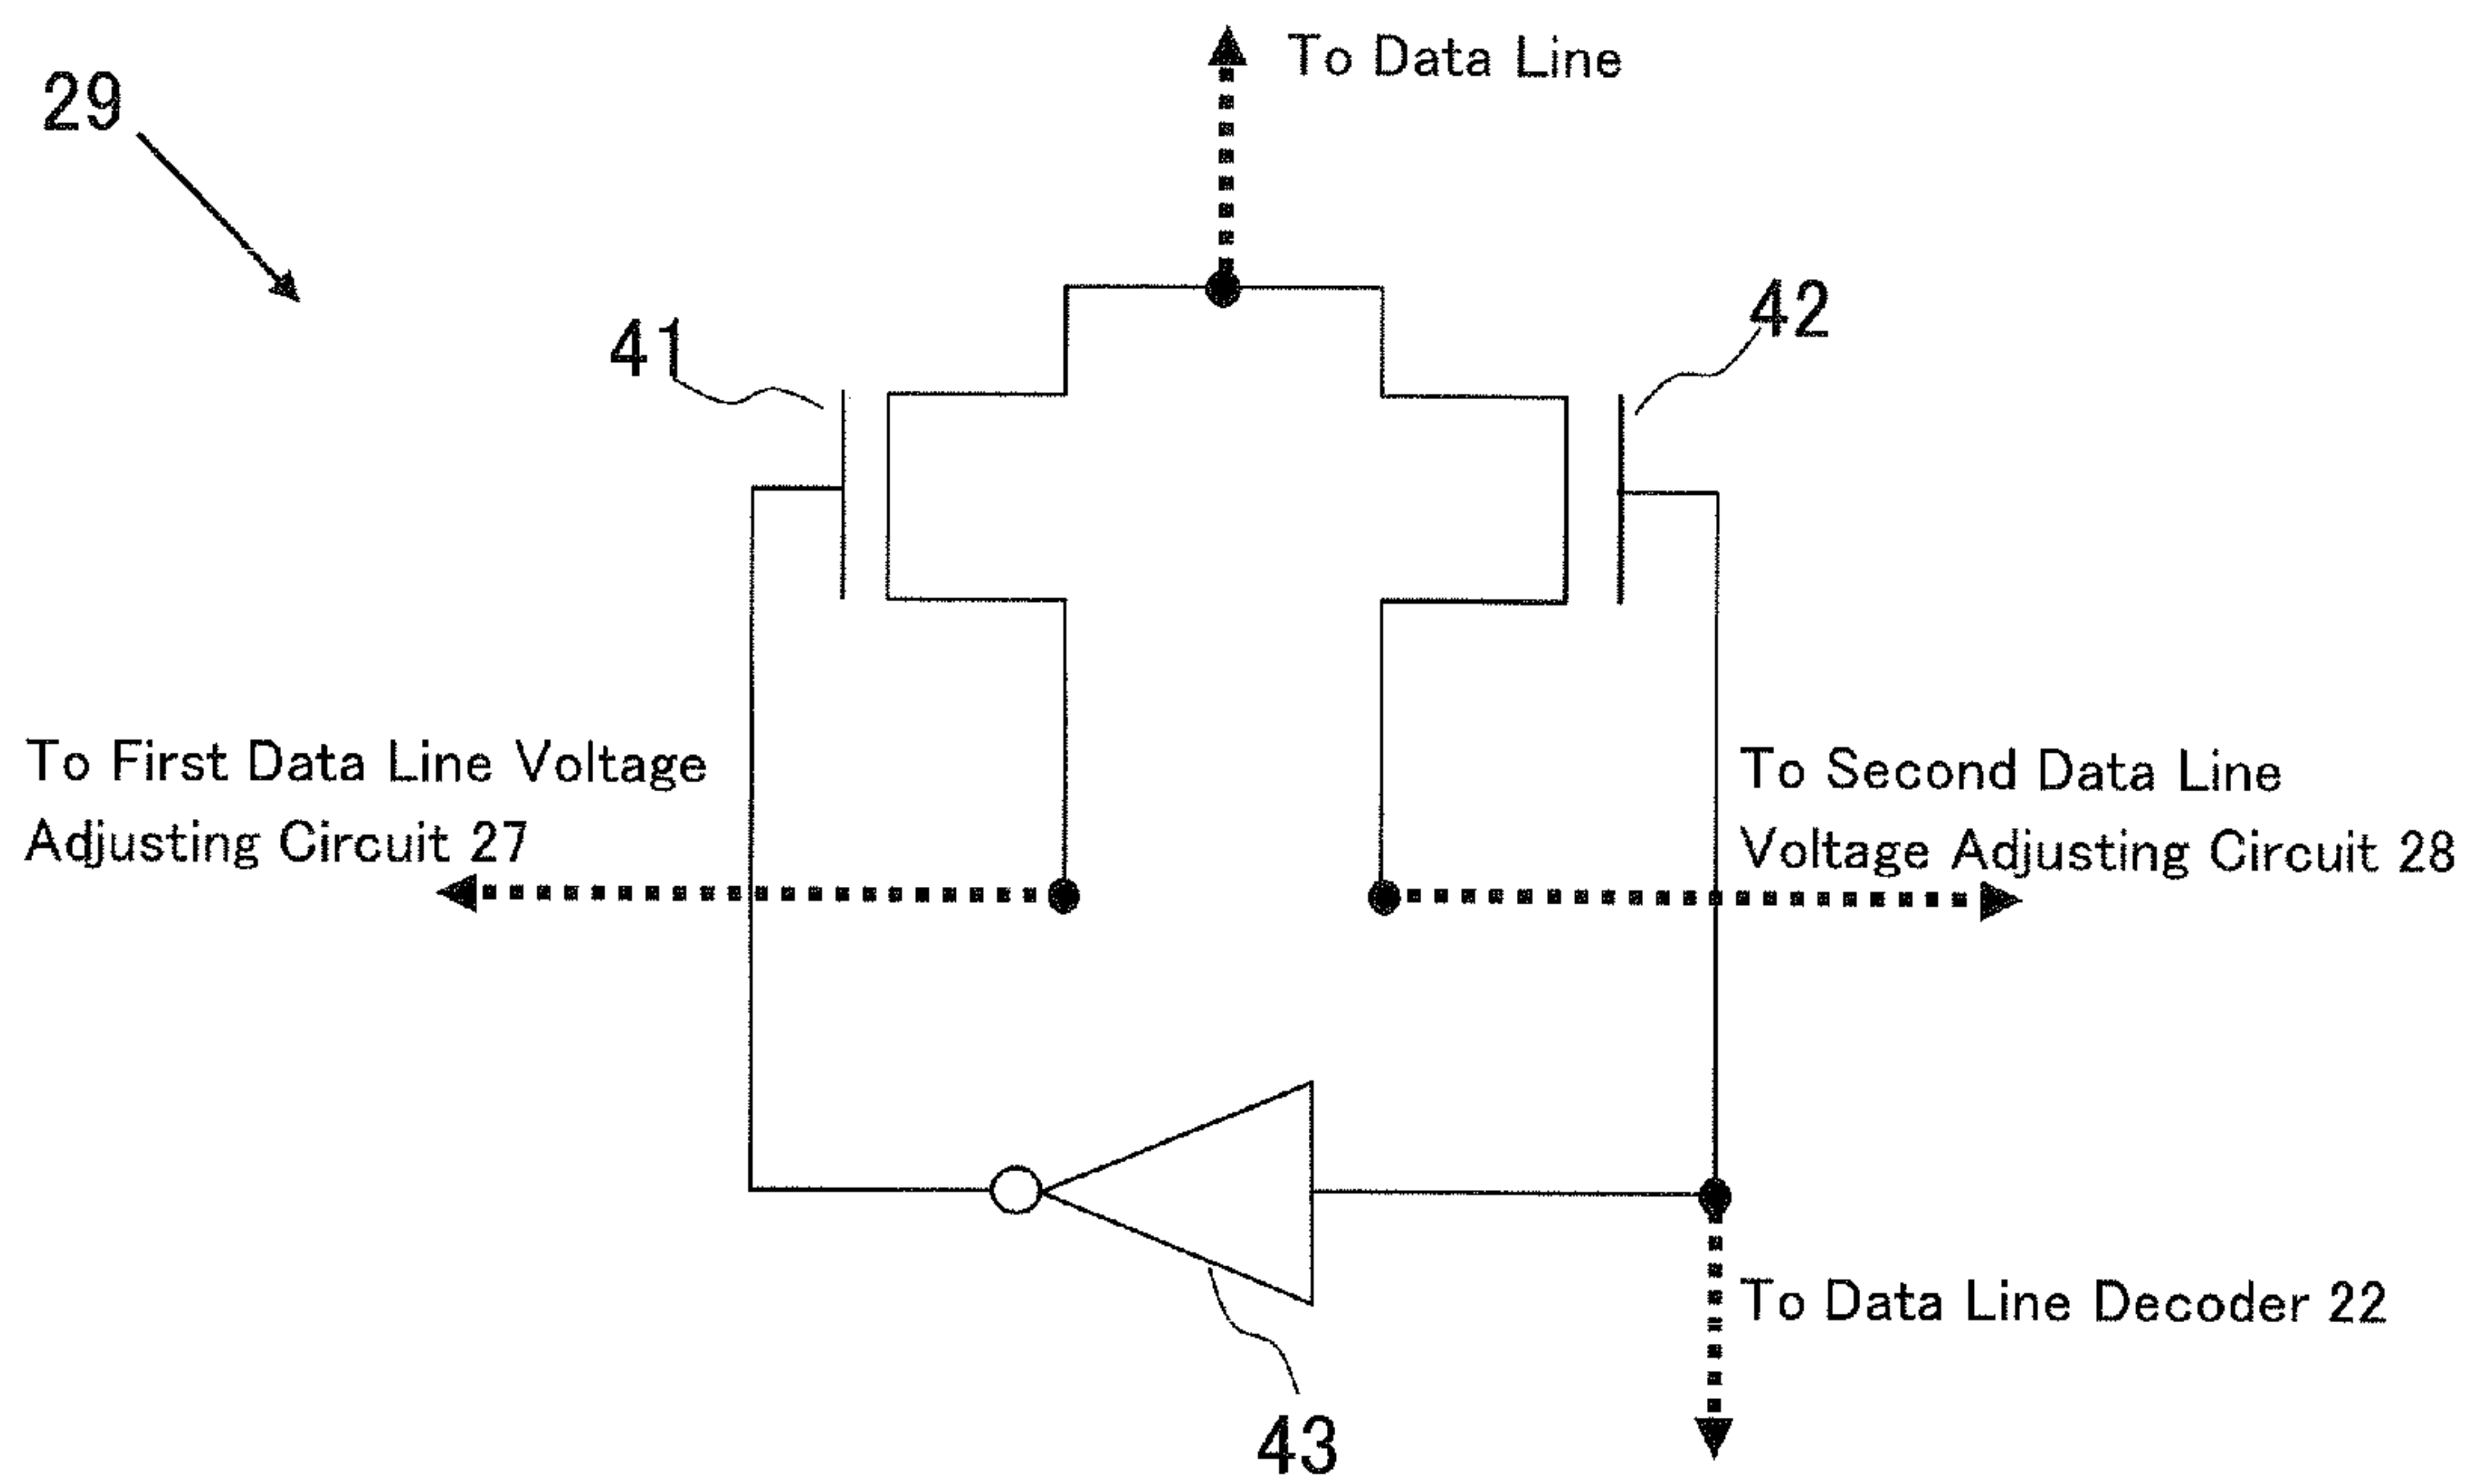 To Data Line
29
42
41
To First Data Line Voltage
Adjusting Circuit 27
To Second Data Line
Voltage Adjusting Circuit 28
To Data Line Decoder 22
43